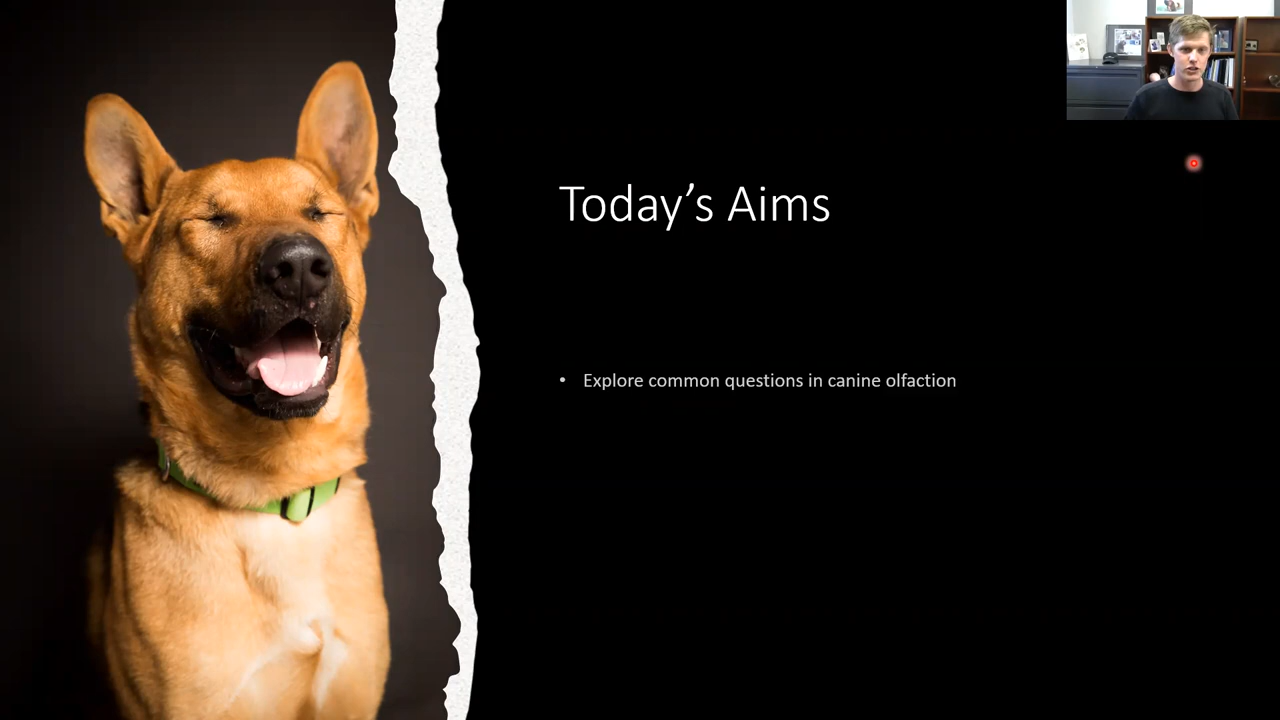 Today’s Aims
• Explore common questions in canine olfaction